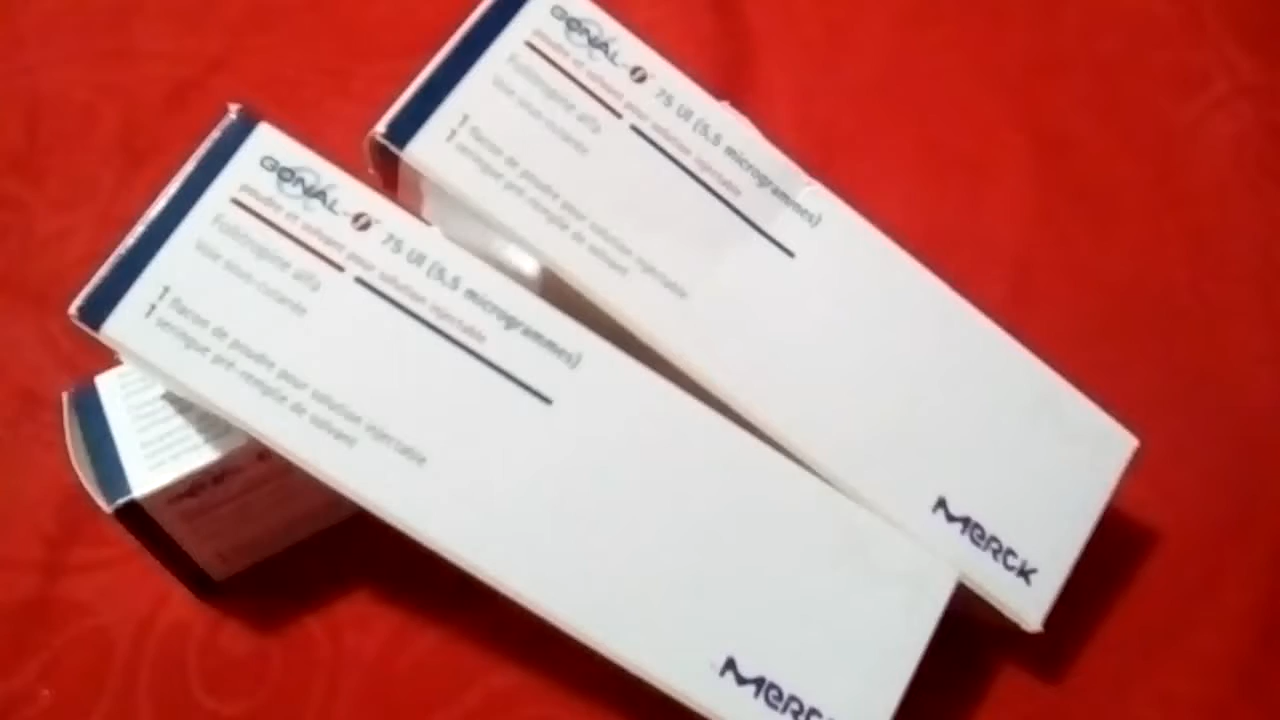 GONAL-f 75 UI (5,5 microgrammes)
poudre et solvant pour solution injectable
Follitropine alfa
Voie sous-cutanée
1 flacon de poudre pour solution injectable
1 seringue pré-remplie de solvant
MERCK
GONAL-f 75 UI (5,5 microgrammes)
poudre et solvant pour solution injectable
Follitropine alfa
Voie sous-cutanée
1 flacon de poudre pour solution injectable
1 seringue pré-remplie de solvant
MERCK